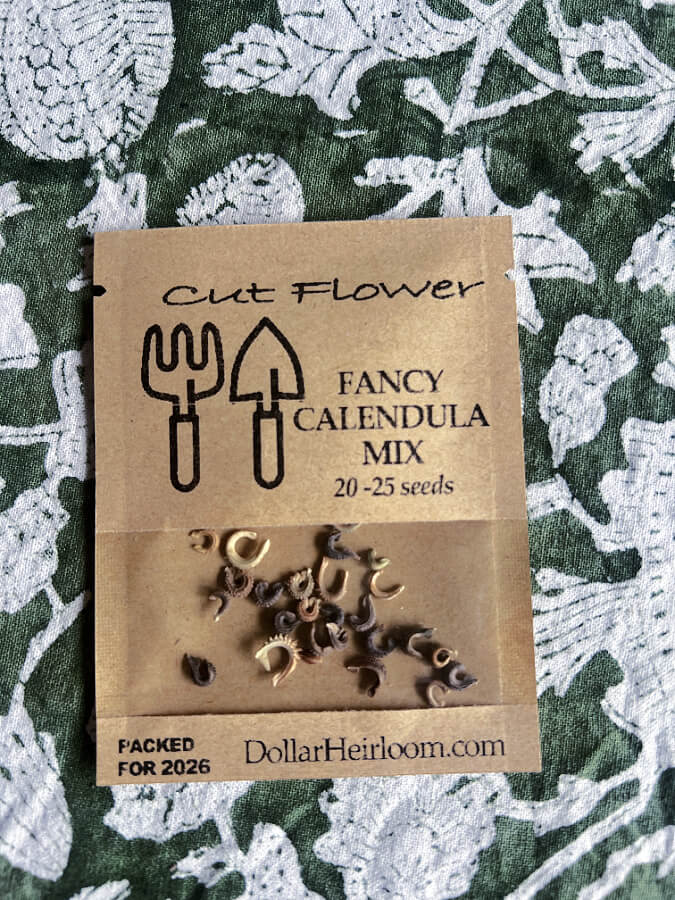 Cut Flower
FANCY
CALENDULA
MIX
20 -25 seeds
PACKED
FOR 2026
DollarHeirloom.com